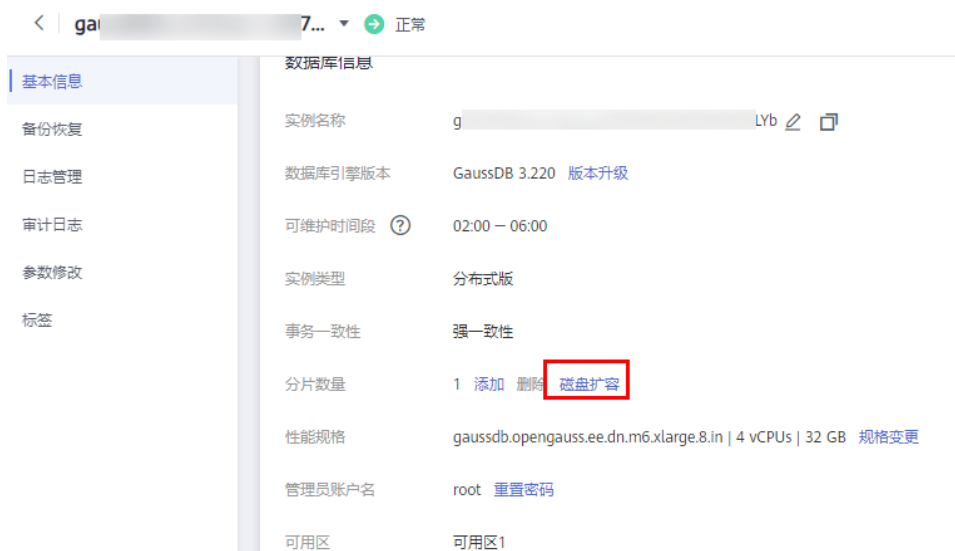 ga 7... 正常
基本信息
备份恢复
日志管理
审计日志
参数修改
标签
数据库信息
实例名称 g LYb
数据库引擎版本 GaussDB 3.220 版本升级
可维护时间段 ? 02:00 — 06:00
实例类型 分布式版
事务一致性 强一致性
分片数量 1 添加 删除 磁盘扩容
性能规格 gaussdb.opengauss.ee.dn.m6.xlarge.8.in | 4 vCPUs | 32 GB 规格变更
管理员账户名 root 重置密码
可用区 可用区1